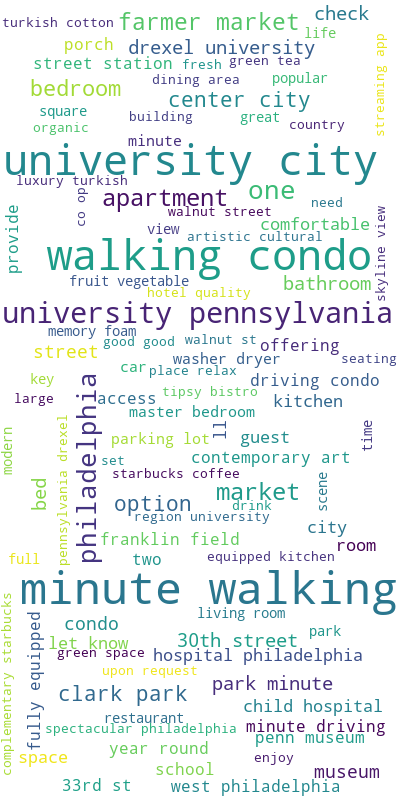 turkish cotton
farmer market
check
life
porch
drexel university
street station
fresh
green tea
streaming app
dining area
popular
bedroom
center city
square
building
great
country
organic
minute
university city
luxury turkish
co op
apartment
one
need
walnut street
comfortable
provide
view
artistic cultural
skyline view
walking condo
fruit vegetable
bathroom
hotel quality
university pennsylvania
memory foam
good good
walnut st
offering
street
washer dryer
seating
car
place relax
key
philadelphia
driving condo
large
access
tipsy bistro
kitchen
master bedroom
modern
pennsylvania drexel
parking lot
ll
guest
time
set
contemporary art
starbucks coffee
bed
market
scene
option
drink
region university
city
franklin field
room
full
two
equipped kitchen
minute walking
complementary starbucks
living room
fully equipped
condo
park
let know
30th street
green space
hospital philadelphia
upon request
clark park
park minute
child hospital
restaurant
spectacular philadelphia
minute driving
penn museum
year round
space
enjoy
school
museum
33rd st
west philadelphia